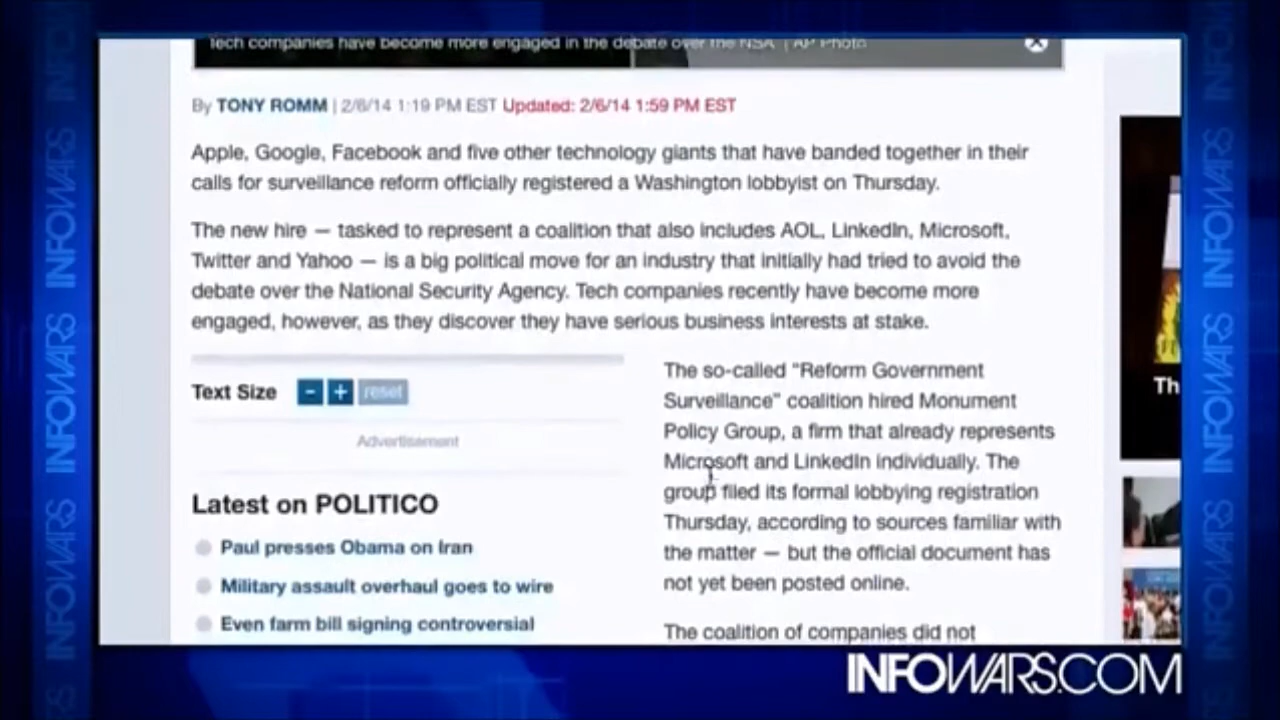 Tech companies have become more engaged in the debate over the NSA. | AP Photo
By TONY ROMM | 2/6/14 1:19 PM EST Updated: 2/6/14 1:59 PM EST
Apple, Google, Facebook and five other technology giants that have banded together in their
calls for surveillance reform officially registered a Washington lobbyist on Thursday.
The new hire — tasked to represent a coalition that also includes AOL, LinkedIn, Microsoft,
Twitter and Yahoo — is a big political move for an industry that initially had tried to avoid the
debate over the National Security Agency. Tech companies recently have become more
engaged, however, as they discover they have serious business interests at stake.
Text Size - + reset
Advertisement
Latest on POLITICO
Paul presses Obama on Iran
Military assault overhaul goes to wire
Even farm bill signing controversial
The so-called "Reform Government
Surveillance" coalition hired Monument
Policy Group, a firm that already represents
Microsoft and LinkedIn individually. The
group filed its formal lobbying registration
Thursday, according to sources familiar with
the matter — but the official document has
not yet been posted online.
The coalition of companies did not
Th
INFOWARS.COM
INFOWARS
INFOWARS
INFOWARS
INFOWARS
INFOWARS
INFOWARS